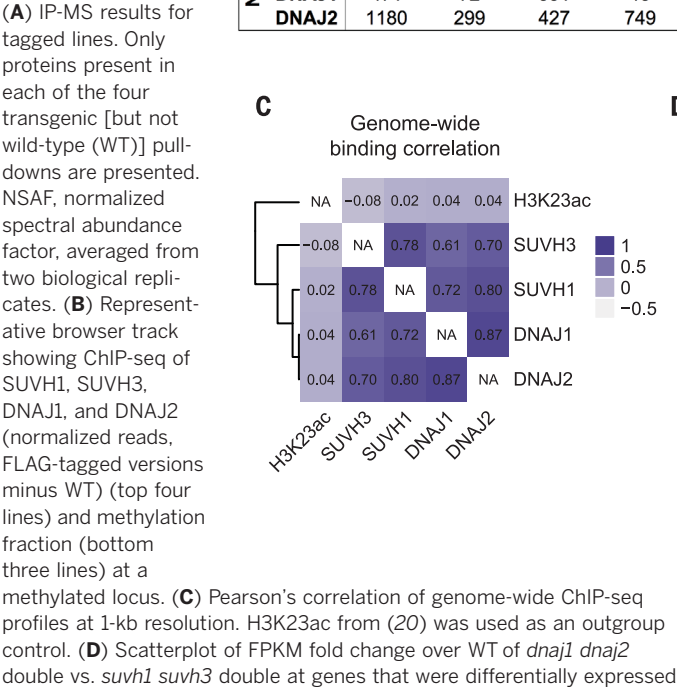 (A) IP-MS results for
tagged lines. Only
proteins present in
each of the four
transgenic [but not
wild-type (WT)] pull-
downs are presented.
NSAF, normalized
spectral abundance
factor, averaged from
two biological repli-
cates. (B) Represent-
ative browser track
showing ChIP-seq of
SUVH1, SUVH3,
DNAJ1, and DNAJ2
(normalized reads,
FLAG-tagged versions
minus WT) (top four
lines) and methylation
fraction (bottom
three lines) at a
methylated locus. (C) Pearson's correlation of genome-wide ChIP-seq
profiles at 1-kb resolution. H3K23ac from (20) was used as an outgroup
control. (D) Scatterplot of FPKM fold change over WT of dnaj1 dnaj2
double vs. suvh1 suvh3 double at genes that were differentially expressed
DNAJ2 1180 299 427 749
C
Genome-wide
binding correlation
NA −0.08 0.02 0.04 0.04 H3K23ac
−0.08 NA 0.78 0.61 0.70 SUVH3
0.02 0.78 NA 0.72 0.80 SUVH1
0.04 0.61 0.72 NA 0.87 DNAJ1
0.04 0.70 0.80 0.87 NA DNAJ2
H3K23ac SUVH3 SUVH1 DNAJ1 DNAJ2
1
0.5
0
−0.5